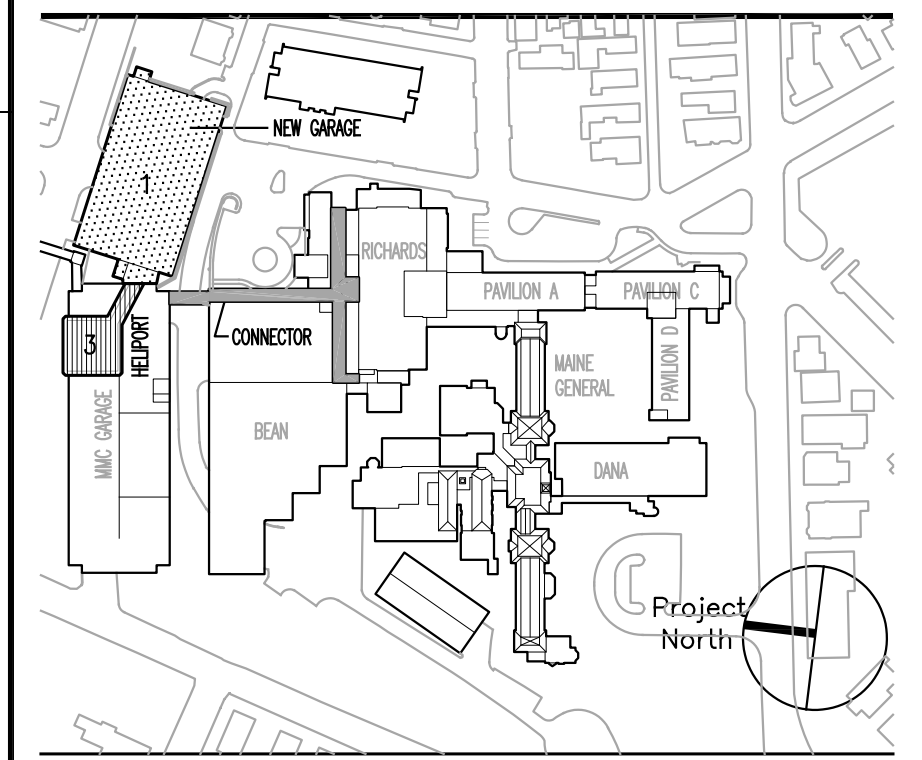 NEW GARAGE
1
RICHARDS
PAVILION A
PAVILION C
CONNECTOR
3
HELIPORT
MAINE
GENERAL
PAVILION D
MMC GARAGE
BEAN
DANA
Project
North